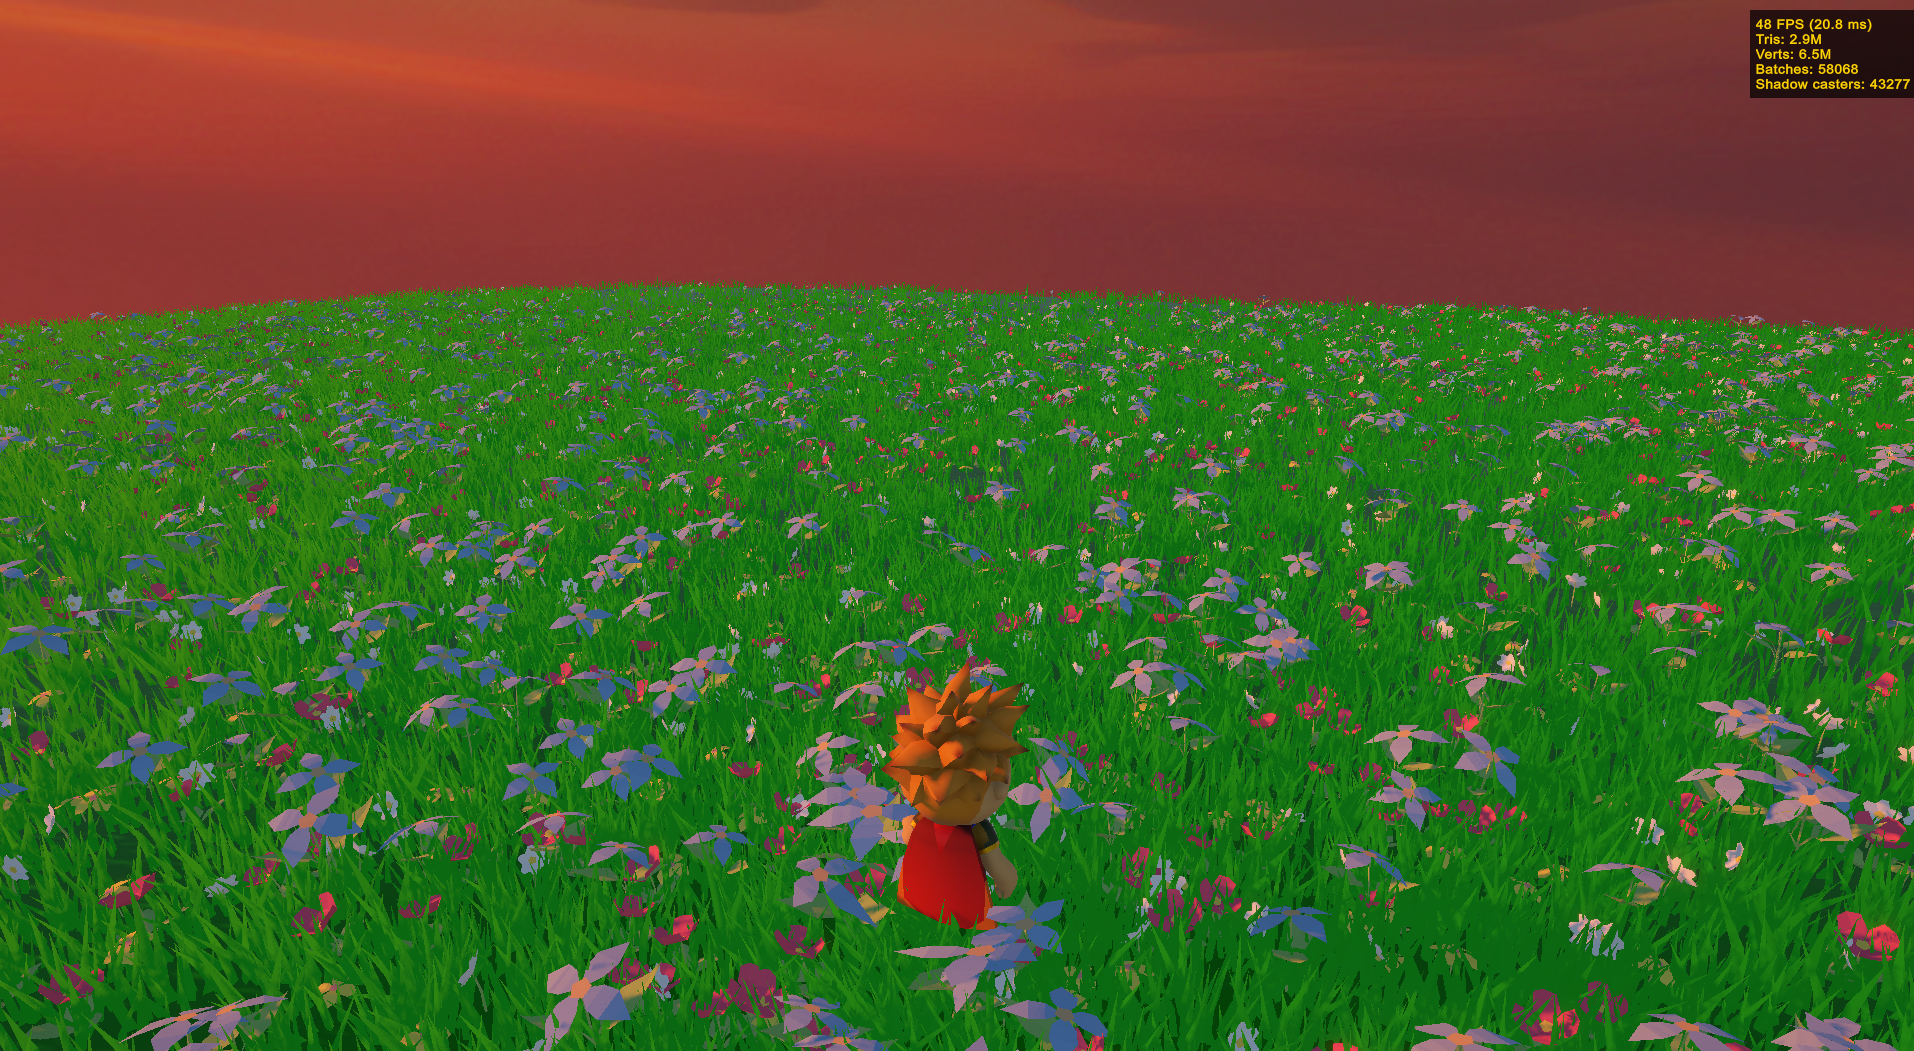 48 FPS (20.8 ms)
Tris: 2.9M
Verts: 6.5M
Batches: 58068
Shadow casters: 43277